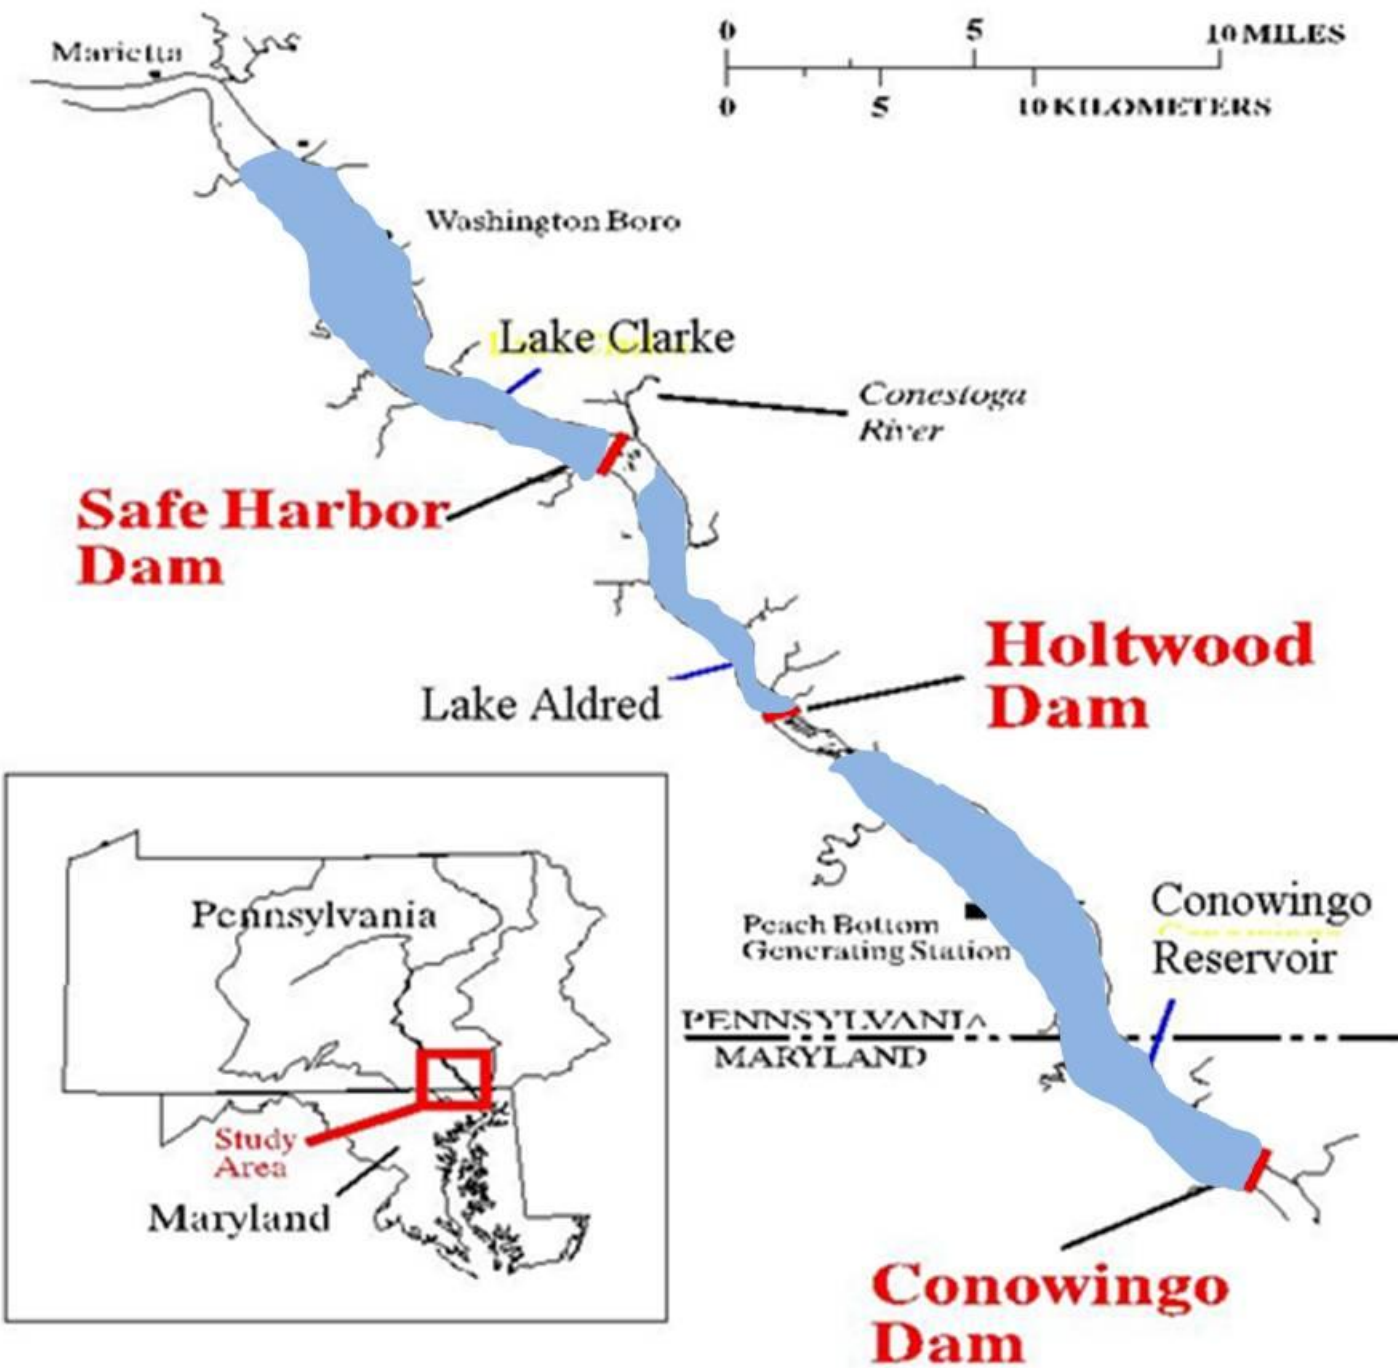 Marietta
0 5 10 MILES
0 5 10 KILOMETERS
Washington Boro
Lake Clarke
Conestoga
River
Safe Harbor
Dam
Holtwood
Dam
Lake Aldred
Pennsylvania
Study
Area
Maryland
Peach Bottom
Generating Station
Conowingo
Reservoir
PENNSYLVANIA
MARYLAND
Conowingo
Dam